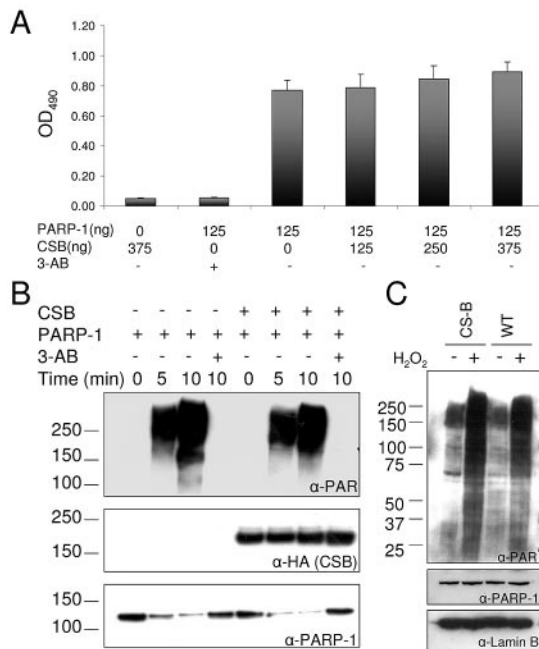 A
1.20
1.00
0.80
0.60
0.40
0.20
0.00
OD490
PARP-1(ng) 0 125 125 125 125 125
CSB(ng) 375 0 0 125 250 375
3-AB - + - - - -
B
CSB - - - - + + + +
PARP-1 + + + + + + + +
3-AB - - - + - - - +
Time (min) 0 5 10 10 0 5 10 10
250
150
100
α-PAR
250
150
α-HA (CSB)
150
100
α-PARP-1
C
CS-B WT
H2O2 - + - +
250
150
100
75
50
37
25
α-PAR
α-PARP-1
α-Lamin B